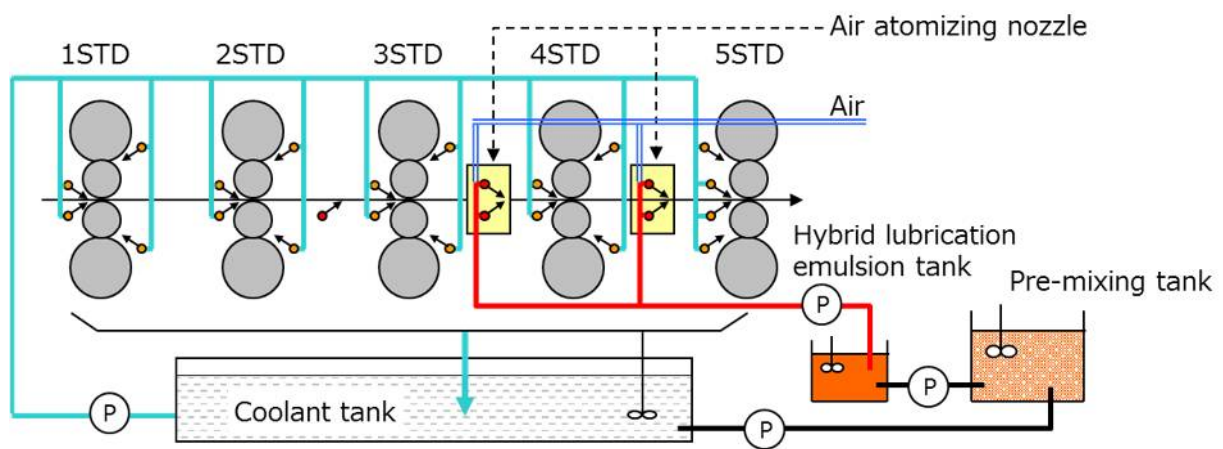 Air atomizing nozzle
1STD
2STD
3STD
4STD
5STD
Air
Hybrid lubrication
emulsion tank
Pre-mixing tank
P
P
Coolant tank
P
P